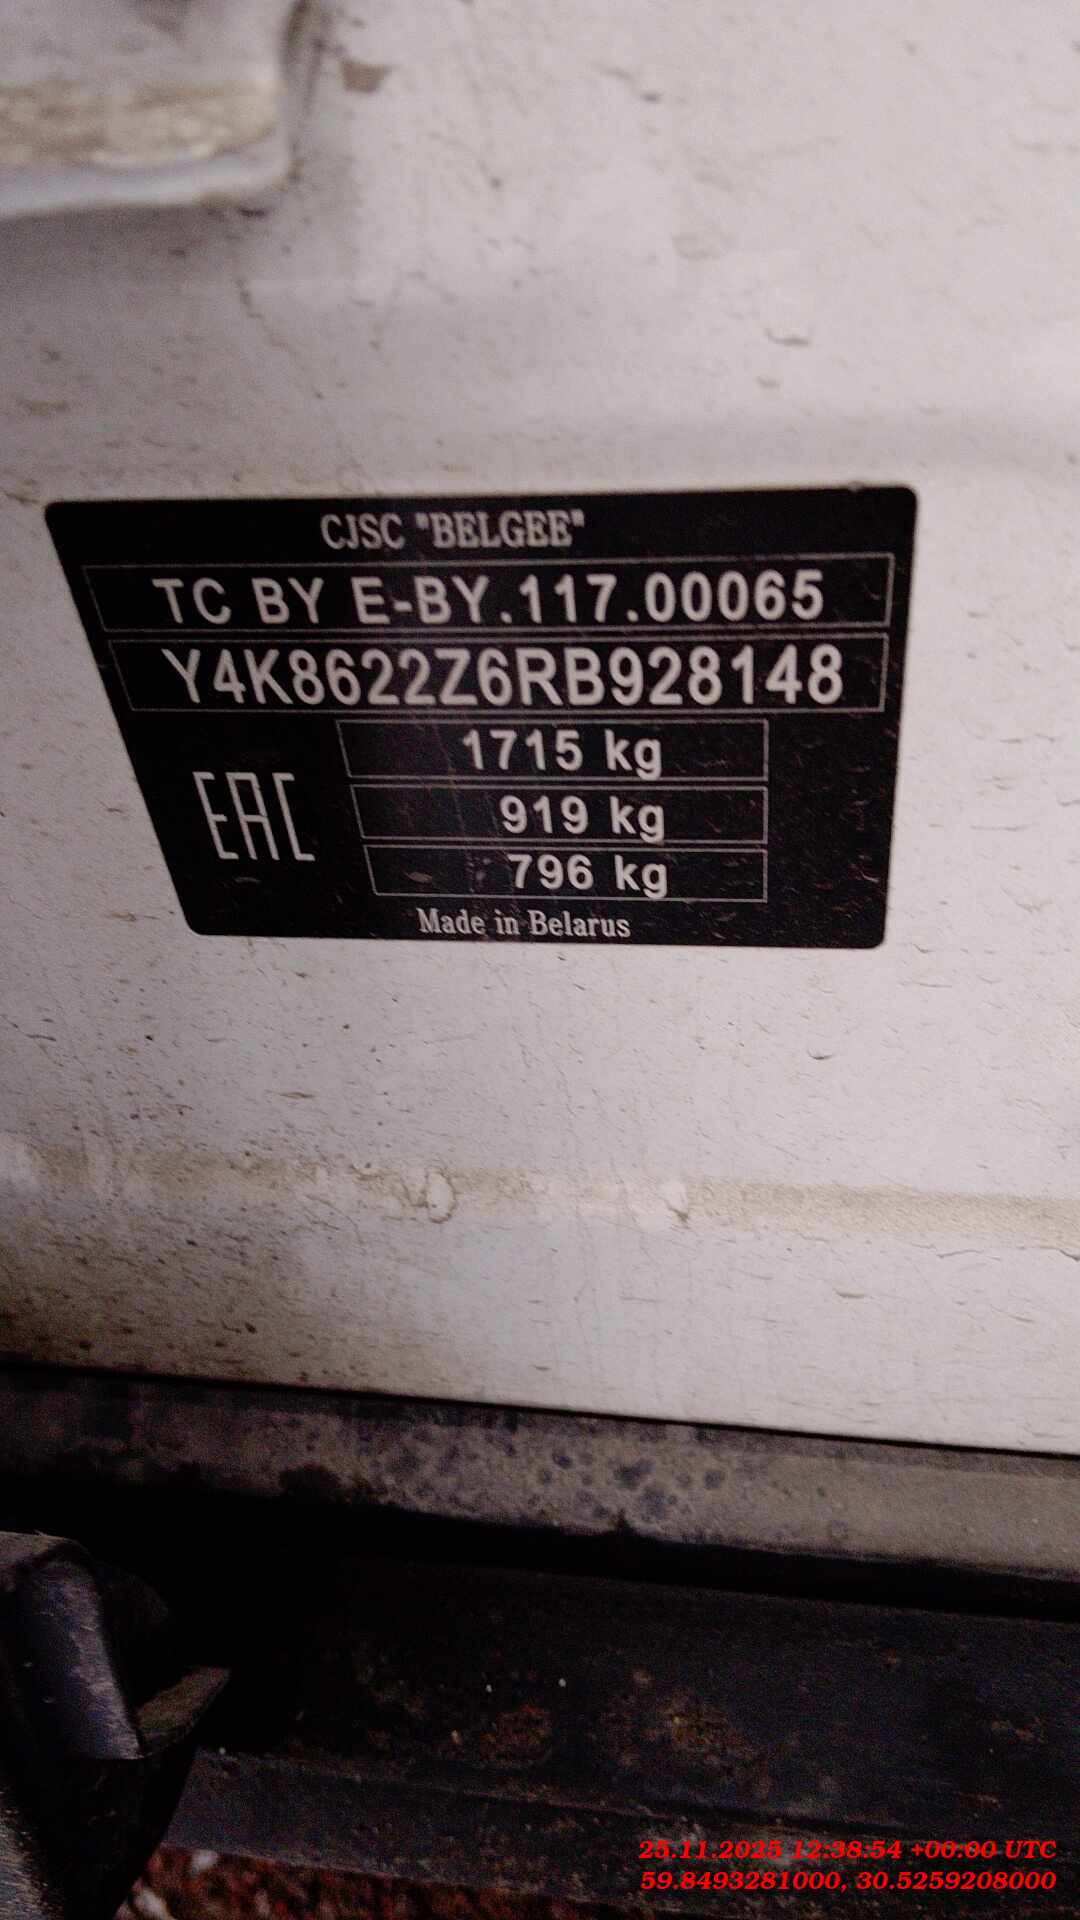 CJSC "BELGEE"
TC BY E-BY.117.00065
Y4K8622Z6RB928148
1715 kg
919 kg
796 kg
EAC
Made in Belarus
25.11.2025 12:38:54 +00:00 UTC
59.8493281000, 30.5259208000